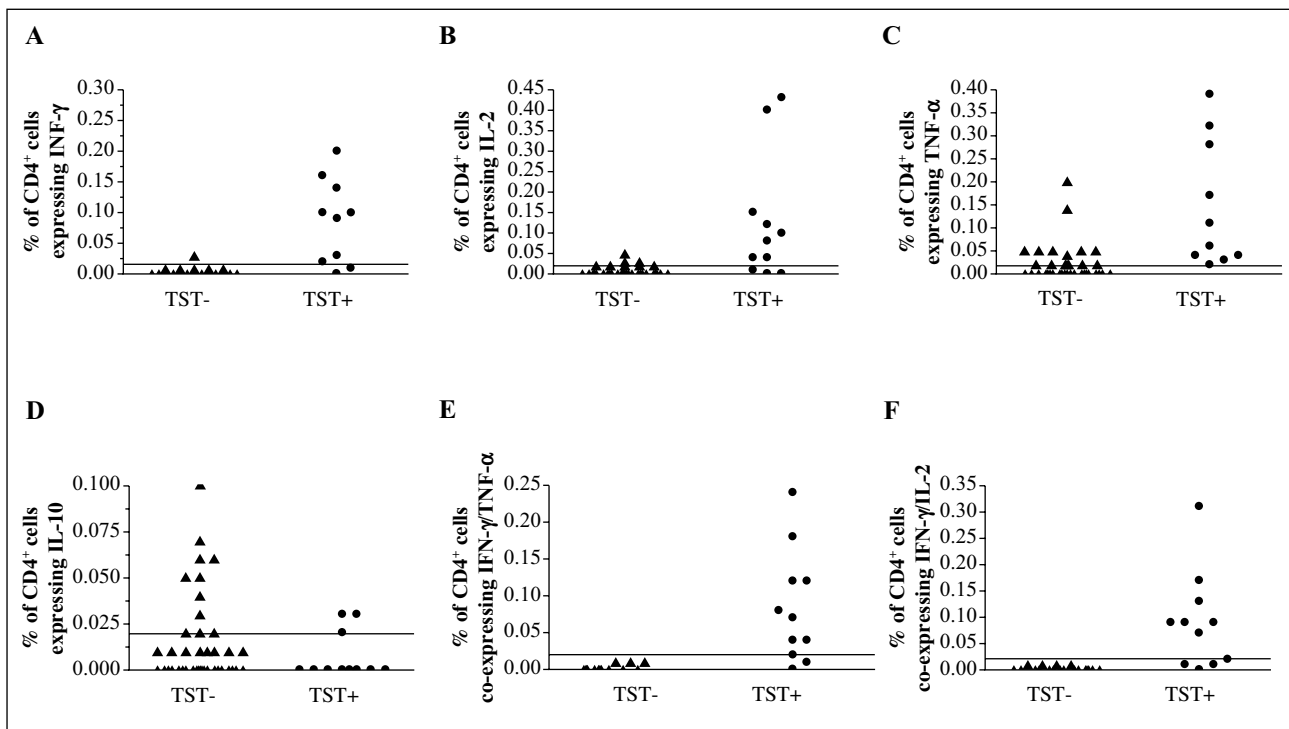 A
% of CD4⁺ cells
expressing INF-γ
0.30
0.25
0.20
0.15
0.10
0.05
0.00
TST-
TST+
B
% of CD4⁺ cells
expressing IL-2
0.45
0.40
0.35
0.30
0.25
0.20
0.15
0.10
0.05
0.00
TST-
TST+
C
% of CD4⁺ cells
expressing TNF-α
0.40
0.35
0.30
0.25
0.20
0.15
0.10
0.05
0.00
TST-
TST+
D
% of CD4⁺ cells
expressing IL-10
0.100
0.075
0.050
0.025
0.000
TST-
TST+
E
% of CD4⁺ cells
co-expressing IFN-γ/TNF-α
0.25
0.20
0.15
0.10
0.05
0.00
TST-
TST+
F
% of CD4⁺ cells
co-expressing IFN-γ/IL-2
0.35
0.30
0.25
0.20
0.15
0.10
0.05
0.00
TST-
TST+